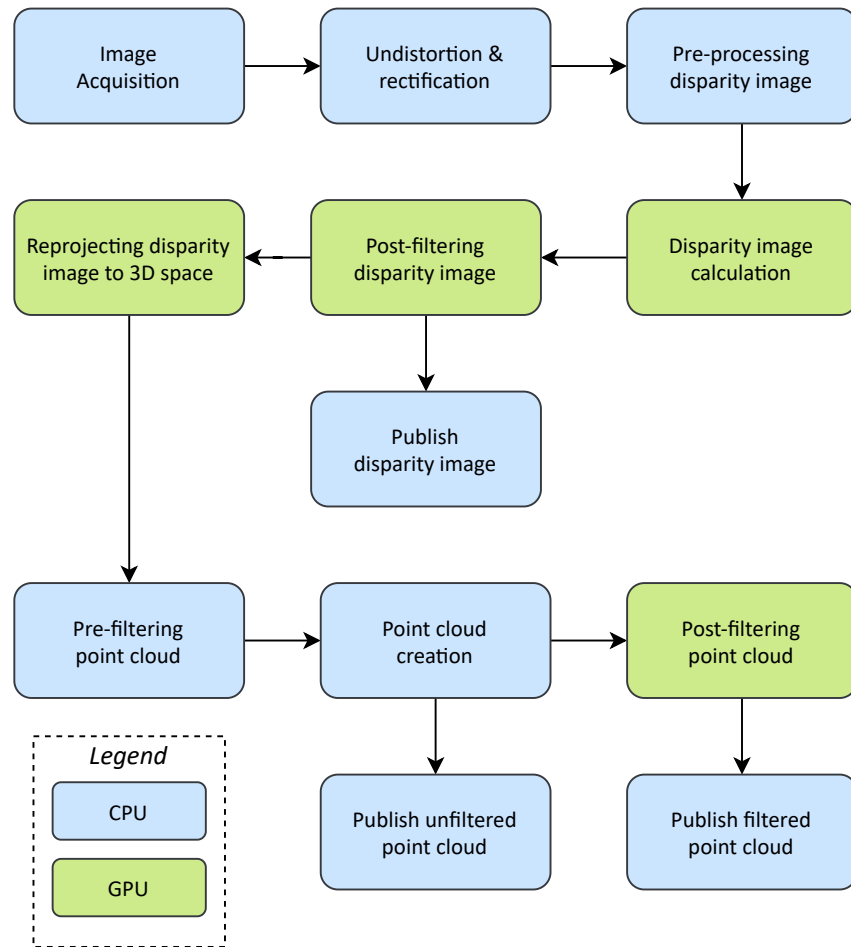 Image
Acquisition
Undistortion &
rectification
Pre-processing
disparity image
Reprojecting disparity
image to 3D space
Post-filtering
disparity image
Disparity image
calculation
Publish
disparity image
Pre-filtering
point cloud
Point cloud
creation
Post-filtering
point cloud
Legend
CPU
GPU
Publish unfiltered
point cloud
Publish filtered
point cloud